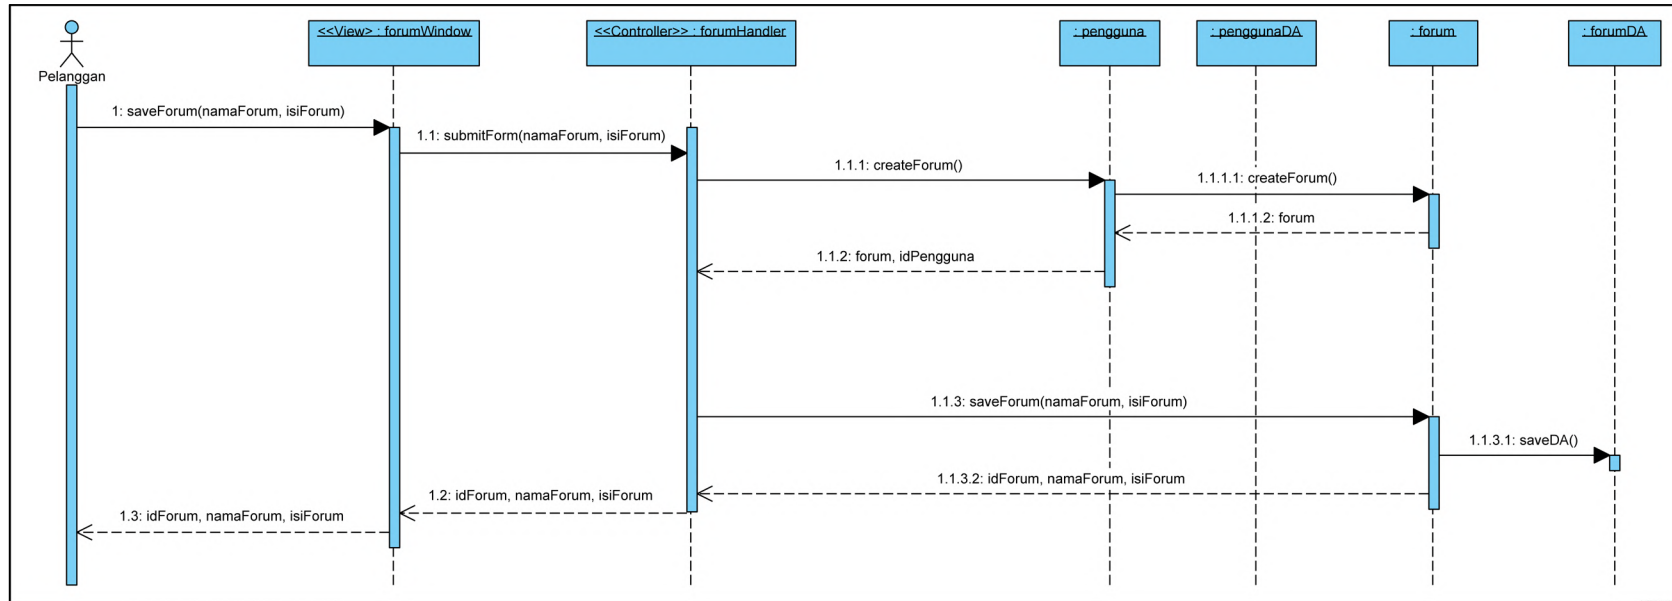 <<View> : forumWindow
<<Controller>> : forumHandler
: pengguna
: penggunaDA
: forum
: forumDA
Pelanggan
1: saveForum(namaForum, isiForum)
1.1: submitForm(namaForum, isiForum)
1.1.1: createForum()
1.1.1.1: createForum()
1.1.1.2: forum
1.1.2: forum, idPengguna
1.1.3: saveForum(namaForum, isiForum)
1.1.3.1: saveDA()
1.1.3.2: idForum, namaForum, isiForum
1.2: idForum, namaForum, isiForum
1.3: idForum, namaForum, isiForum